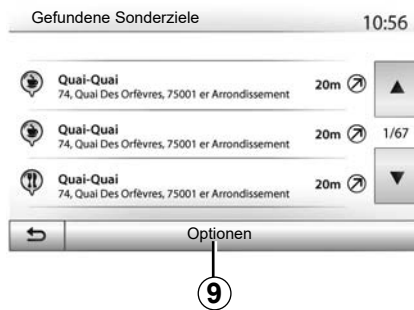 Gefundene Sonderziele 10:56
Quai-Quai
74, Quai Des Orfèvres, 75001 er Arrondissement
20m
Quai-Quai
74, Quai Des Orfèvres, 75001 er Arrondissement
20m
1/67
Quai-Quai
74, Quai Des Orfèvres, 75001 er Arrondissement
20m
Optionen
9